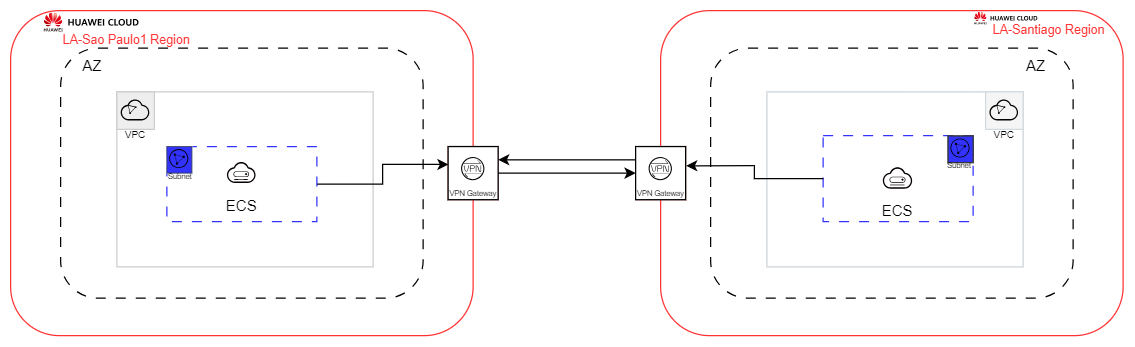 HUAWEI
HUAWEI CLOUD
LA-Sao Paulo1 Region
AZ
VPC
Subnet
ECS
VPN
VPN Gateway
VPN
VPN Gateway
HUAWEI
HUAWEI CLOUD
LA-Santiago Region
AZ
VPC
Subnet
ECS